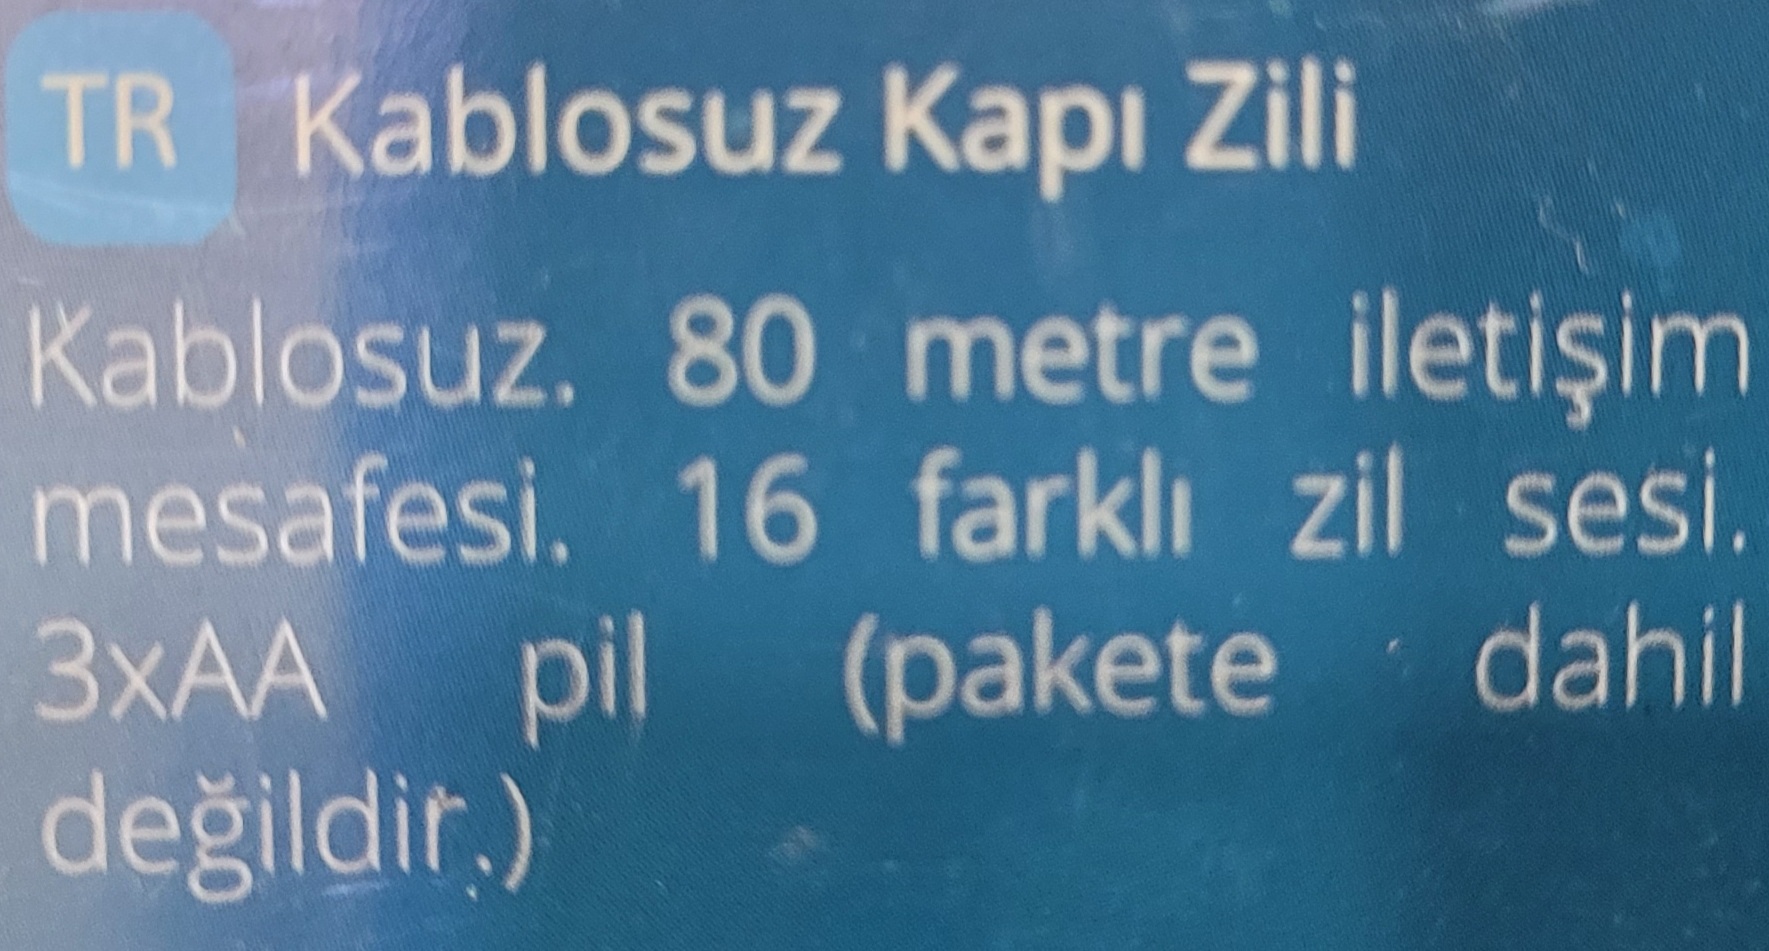 TR Kablosuz Kapı Zili
Kablosuz. 80 metre iletişim
mesafesi. 16 farklı zil sesi.
3xAA pil (pakete dahil
değildir.)